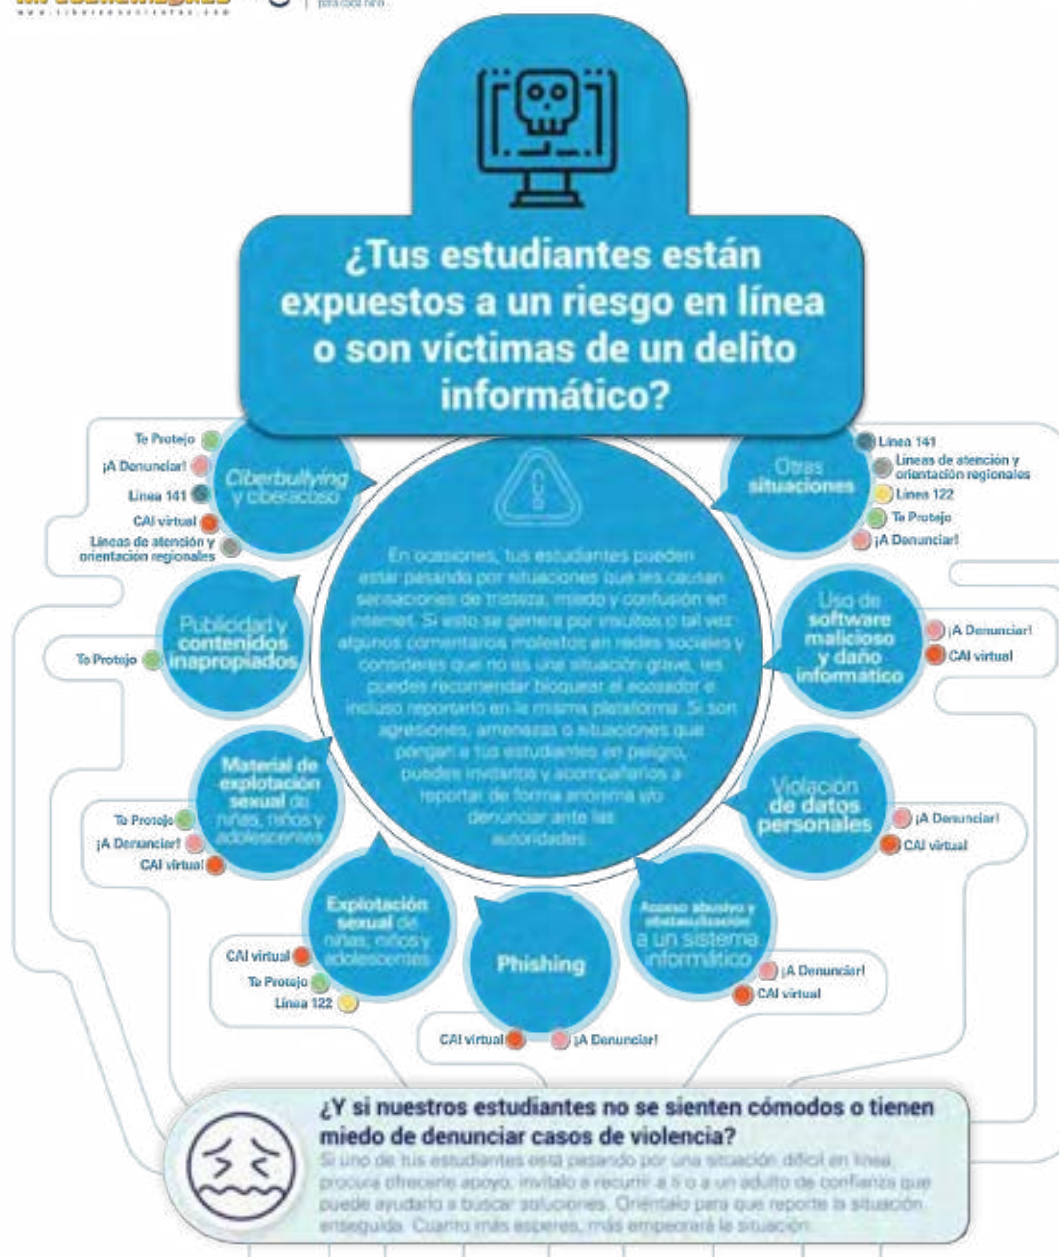 www.ciberconscientes.com
para cada niño
¿Tus estudiantes están
expuestos a un riesgo en línea
o son víctimas de un delito
informático?
Te Protejo
¡A Denunciar!
Línea 141
CAI virtual
Líneas de atención y
orientación regionales
Ciberbullying
y ciberacoso
Otras
situaciones
Línea 141
Líneas de atención y
orientación regionales
Línea 122
Te Protejo
¡A Denunciar!
En ocasiones, tus estudiantes pueden
estar pasando por situaciones que les causan
sensaciones de tristeza, miedo y confusión en
internet. Si esto se genera por insultos o tal vez
algunos comentarios molestos en redes sociales y
consideres que no es una situación grave, les
puedes recomendar bloquear al acosador e
incluso reportarlo en la misma plataforma. Si son
agresiones, amenazas o situaciones que
pongan a tus estudiantes en peligro,
puedes invitarlos y acompañarlos a
reportar de forma anónima y/o
denunciar ante las
autoridades.
Publicidad y
contenidos
inapropiados
Te Protejo
Uso de
software
malicioso
y daño
informático
¡A Denunciar!
CAI virtual
Material de
explotación
sexual de
niñas, niños y
adolescentes
Te Protejo
¡A Denunciar!
CAI virtual
Violación
de datos
personales
¡A Denunciar!
CAI virtual
Explotación
sexual de
niñas, niños y
adolescentes
CAI virtual
Te Protejo
Línea 122
Phishing
CAI virtual
¡A Denunciar!
Acceso abusivo y
obstaculización
a un sistema
informático
¡A Denunciar!
CAI virtual
¿Y si nuestros estudiantes no se sienten cómodos o tienen
miedo de denunciar casos de violencia?
Si uno de tus estudiantes está pasando por una situación difícil en línea,
procura ofrecerle apoyo, invítalo a recurrir a ti o a un adulto de confianza que
puede ayudarlo a buscar soluciones. Oriéntalo para que reporte la situación
enseguida. Cuanto más esperes, más empeorará la situación.